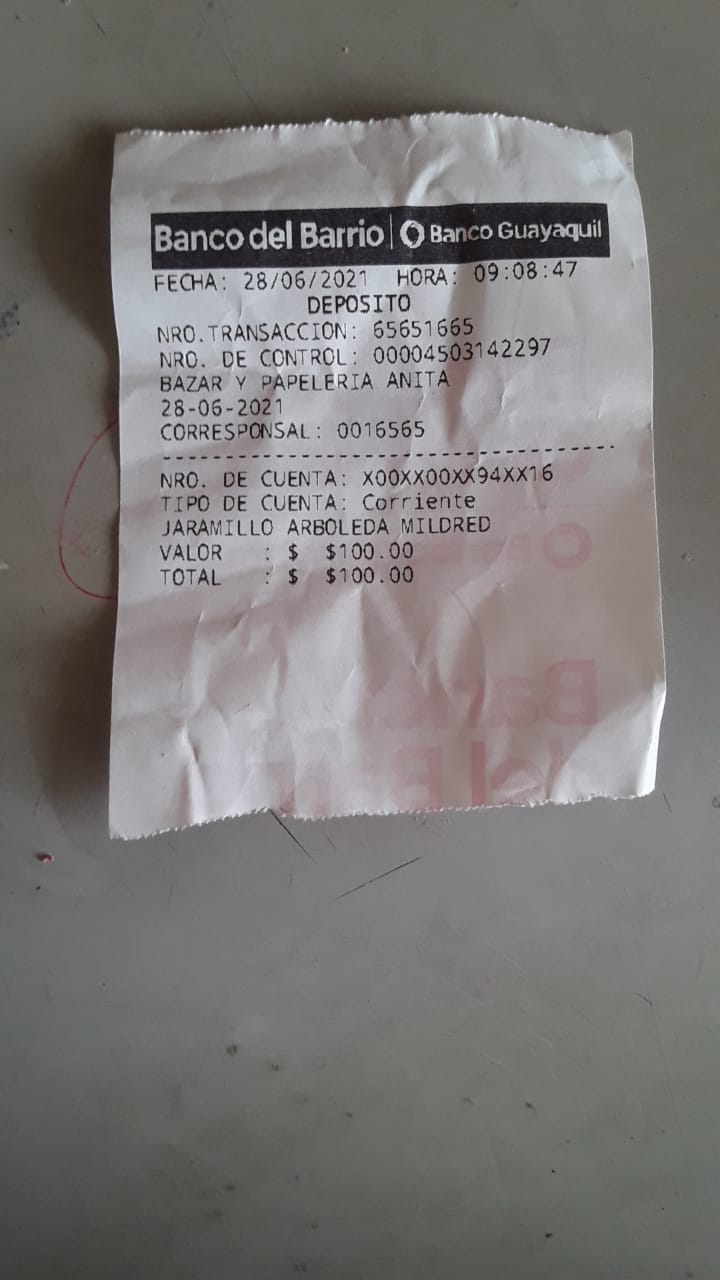 Banco del Barrio | Banco Guayaquil
FECHA: 28/06/2021 HORA: 09:08:47
DEPOSITO
NRO.TRANSACCION: 65651665
NRO. DE CONTROL: 00004503142297
BAZAR Y PAPELERIA ANITA
28-06-2021
CORRESPONSAL: 0016565
NRO. DE CUENTA: X00XX00XX94XX16
TIPO DE CUENTA: Corriente
JARAMILLO ARBOLEDA MILDRED
VALOR : $ $100.00
TOTAL : $ $100.00